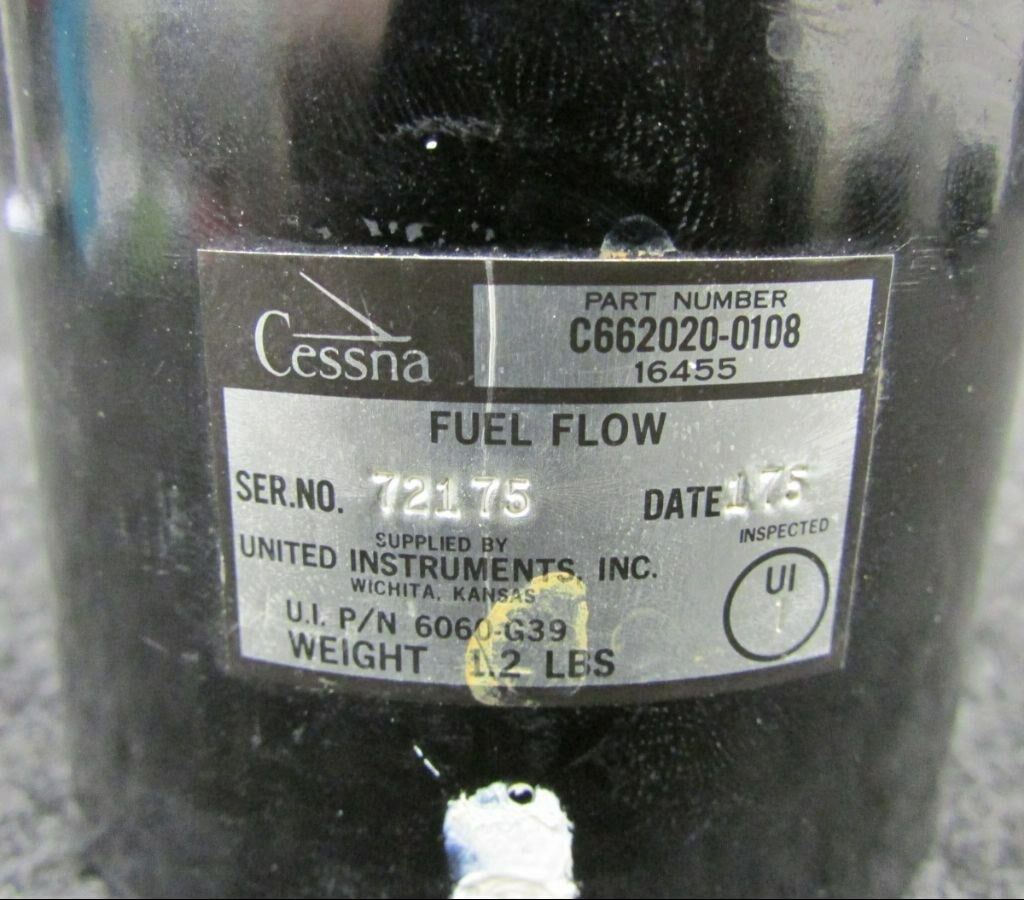 Cessna
PART NUMBER
C662020-0108
16455
FUEL FLOW
SER.NO. 72175 DATE 175
SUPPLIED BY
UNITED INSTRUMENTS, INC.
WICHITA, KANSAS
U.I. P/N 6060-G39
WEIGHT 1.2 LBS
INSPECTED
UI
1